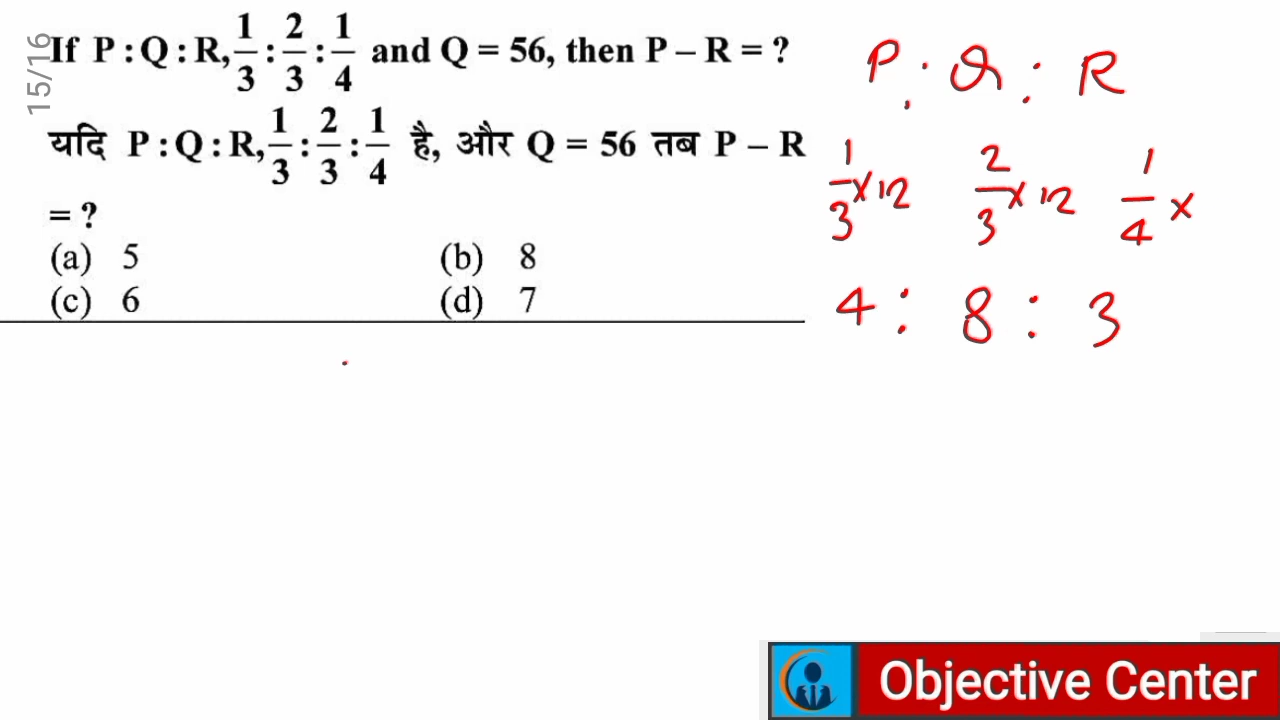 15/16
If P : Q : R, 1/3 : 2/3 : 1/4 and Q = 56, then P – R = ?
यदि P : Q : R, 1/3 : 2/3 : 1/4 है, और Q = 56 तब P – R
= ?
(a) 5 (b) 8
(c) 6 (d) 7
P : Q : R
1/3 × 12 2/3 × 12 1/4 ×
4 : 8 : 3
Objective Center